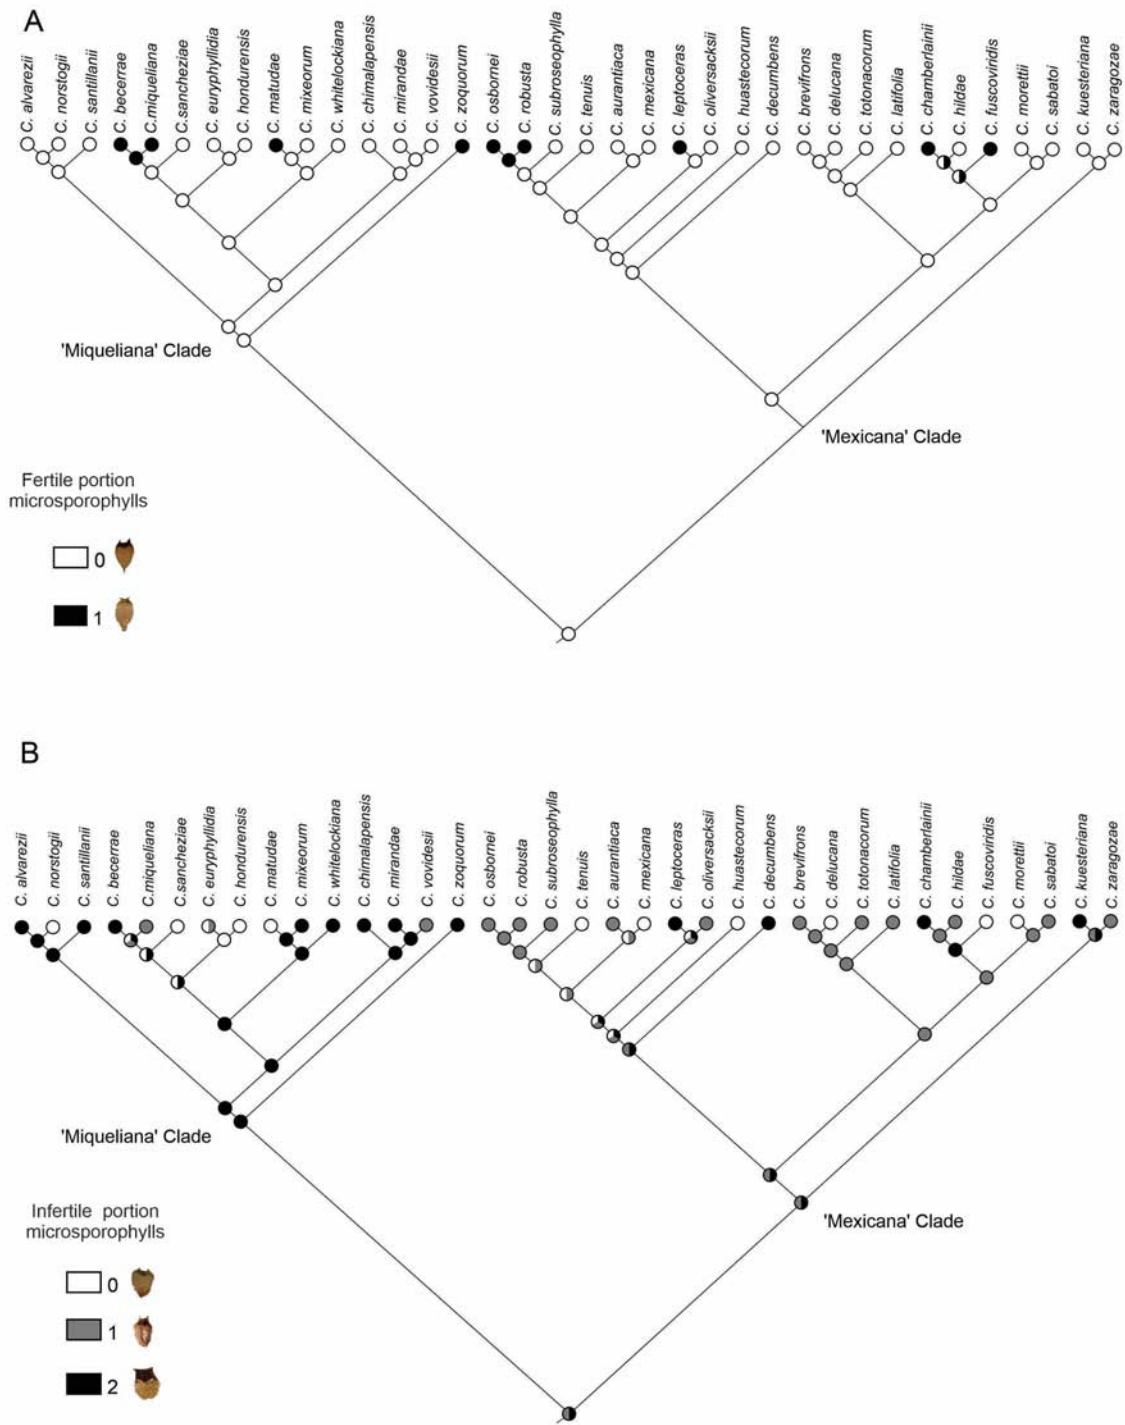 A
C. alvarezii
C. norstogii
C. santillanii
C. becerrae
C.miqueliana
C.sancheziae
C. euryphyllidia
C. hondurensis
C. matudae
C. mixeorum
C. whitelockiana
C. chimalapensis
C. mirandae
C. vovidesii
C. zoquorum
C. osbornei
C. robusta
C. subroseophylla
C. tenuis
C. aurantiaca
C. mexicana
C. leptoceras
C. oliversacksii
C. huastecorum
C. decumbens
C. brevifrons
C. delucana
C. totonacorum
C. latifolia
C. chamberlainii
C. hildae
C. fuscoviridis
C. morettii
C. sabatoi
C. kuesteriana
C. zaragozae
'Miqueliana' Clade
'Mexicana' Clade
Fertile portion
microsporophylls
0
1
B
C. alvarezii
C. norstogii
C. santillanii
C. becerrae
C.miqueliana
C.sancheziae
C. euryphyllidia
C. hondurensis
C. matudae
C. mixeorum
C. whitelockiana
C. chimalapensis
C. mirandae
C. vovidesii
C. zoquorum
C. osbornei
C. robusta
C. subroseophylla
C. tenuis
C. aurantiaca
C. mexicana
C. leptoceras
C. oliversacksii
C. huastecorum
C. decumbens
C. brevifrons
C. delucana
C. totonacorum
C. latifolia
C. chamberlainii
C. hildae
C. fuscoviridis
C. morettii
C. sabatoi
C. kuesteriana
C. zaragozae
'Miqueliana' Clade
'Mexicana' Clade
Infertile portion
microsporophylls
0
1
2